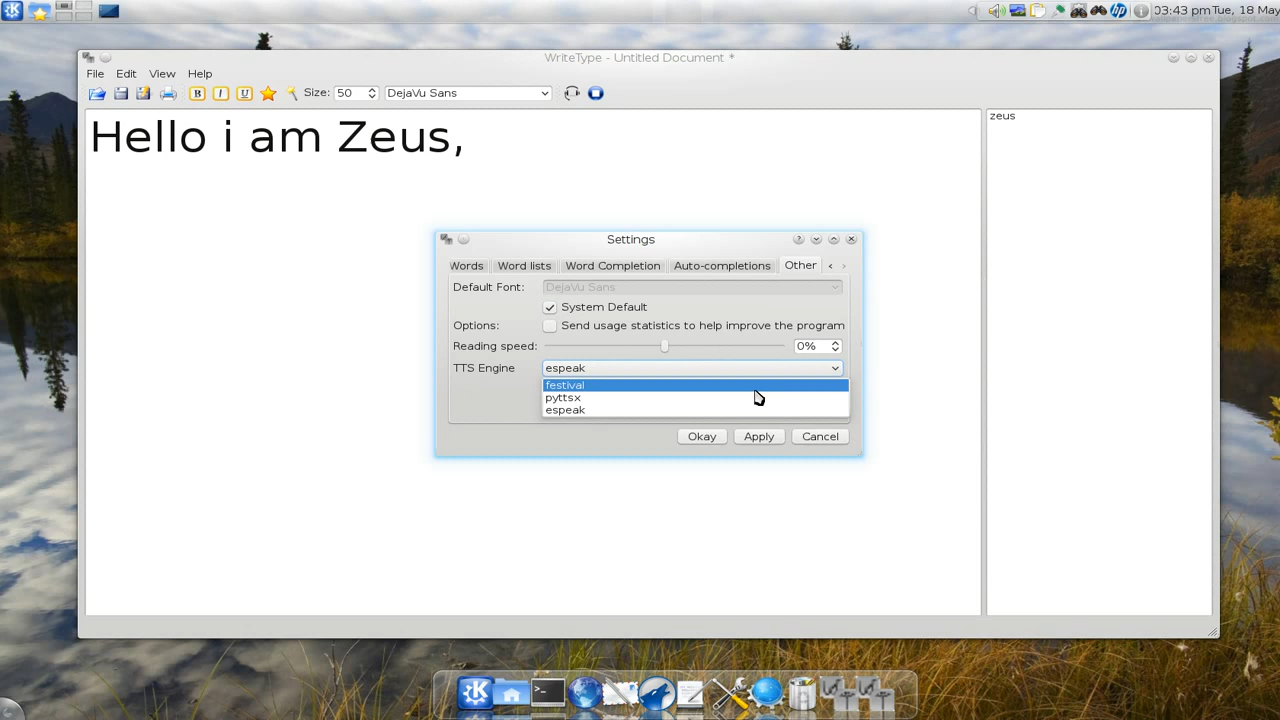 03:43 pm Tue, 18 May
WriteType - Untitled Document *
File Edit View Help
B I U Size: 50 DejaVu Sans
Hello i am Zeus,
zeus
Settings
Words Word lists Word Completion Auto-completions Other
Default Font: DejaVu Sans
System Default
Options: Send usage statistics to help improve the program
Reading speed: 0%
TTS Engine espeak
festival
pyttsx
espeak
Okay Apply Cancel